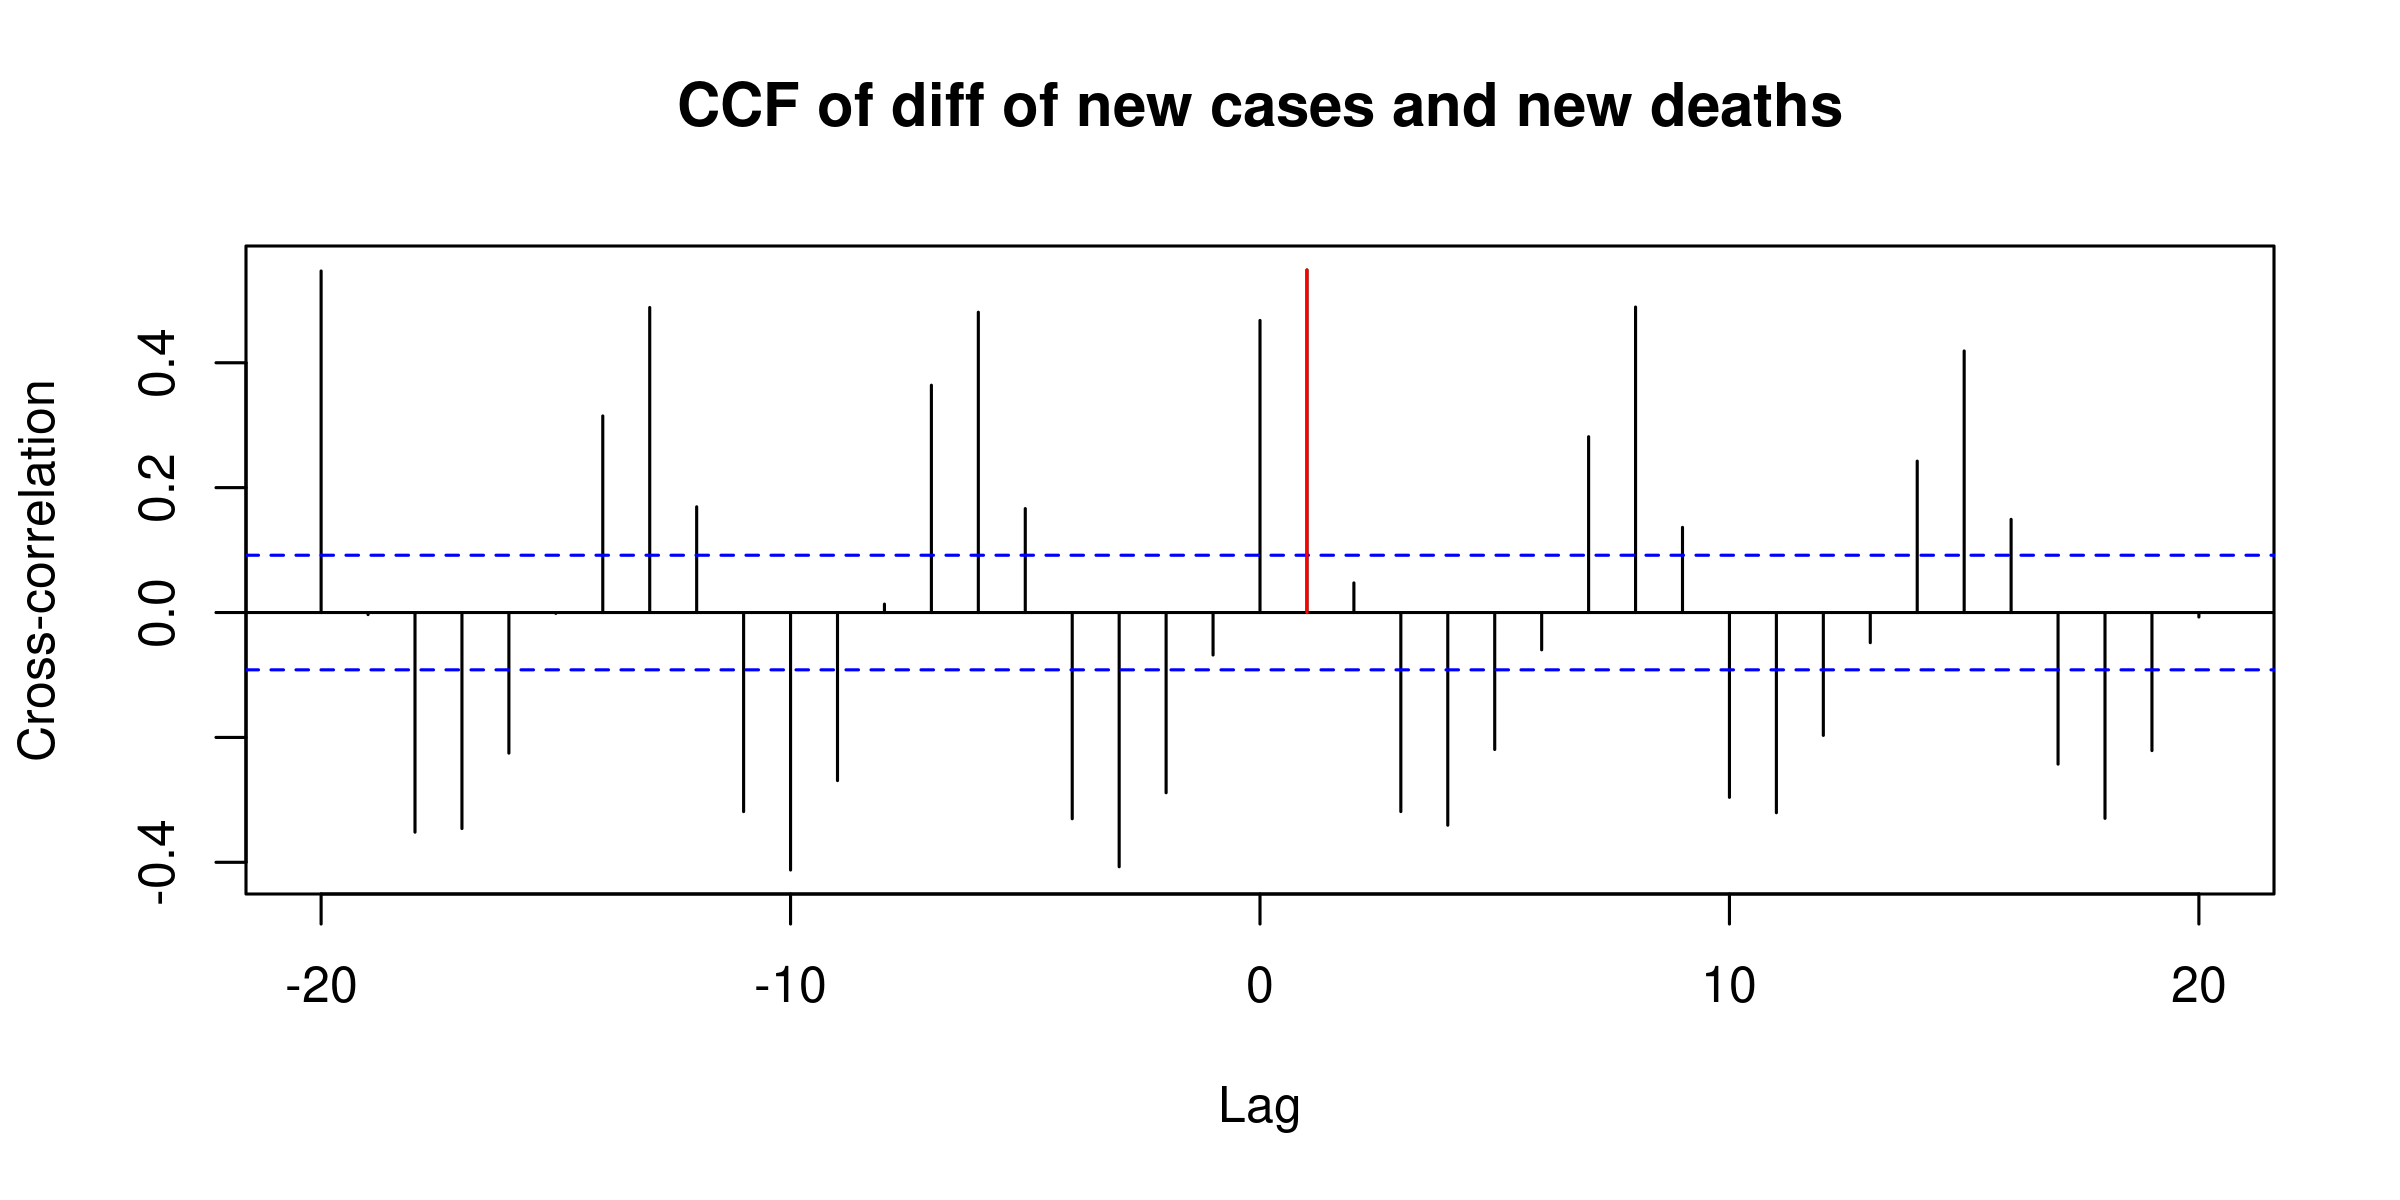 CCF of diff of new cases and new deaths
Cross-correlation
0.4
0.2
0.0
-0.4
-20 -10 0 10 20
Lag